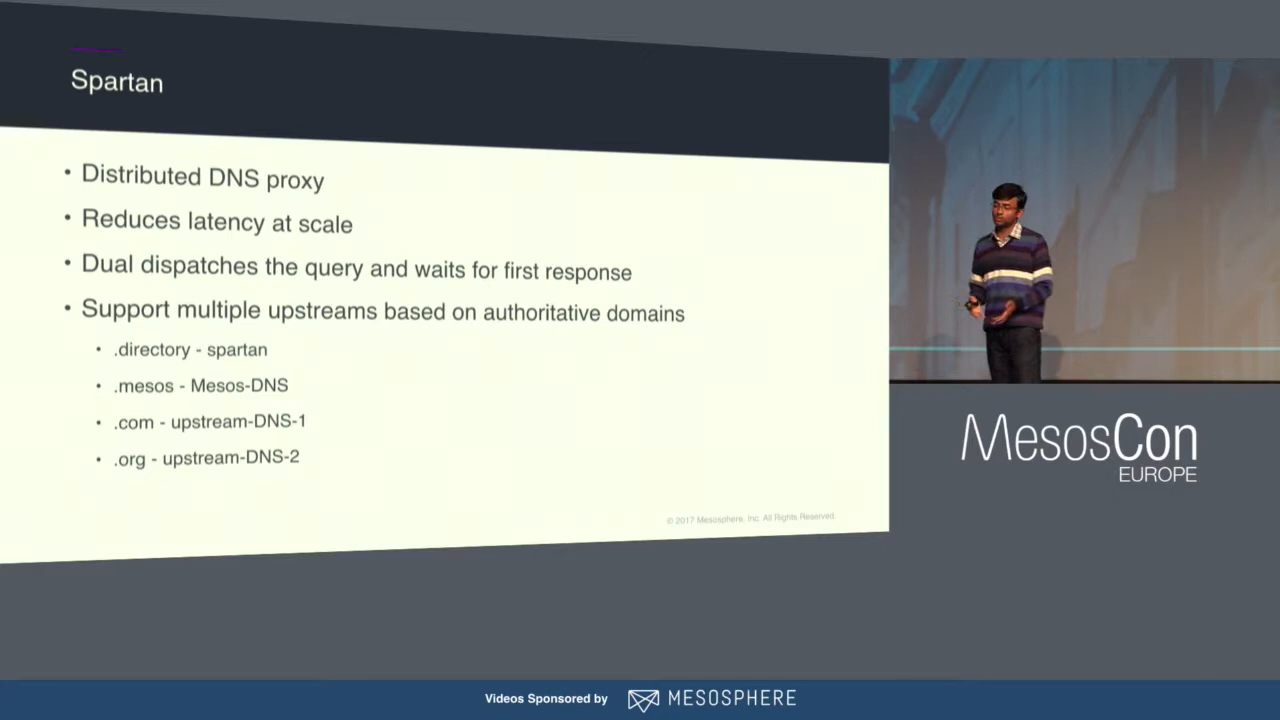 Spartan
• Distributed DNS proxy
• Reduces latency at scale
• Dual dispatches the query and waits for first response
• Support multiple upstreams based on authoritative domains
• .directory - spartan
• .mesos - Mesos-DNS
• .com - upstream-DNS-1
• .org - upstream-DNS-2
© 2017 Mesosphere, Inc. All Rights Reserved.
MesosCon
EUROPE
Videos Sponsored by MESOSPHERE